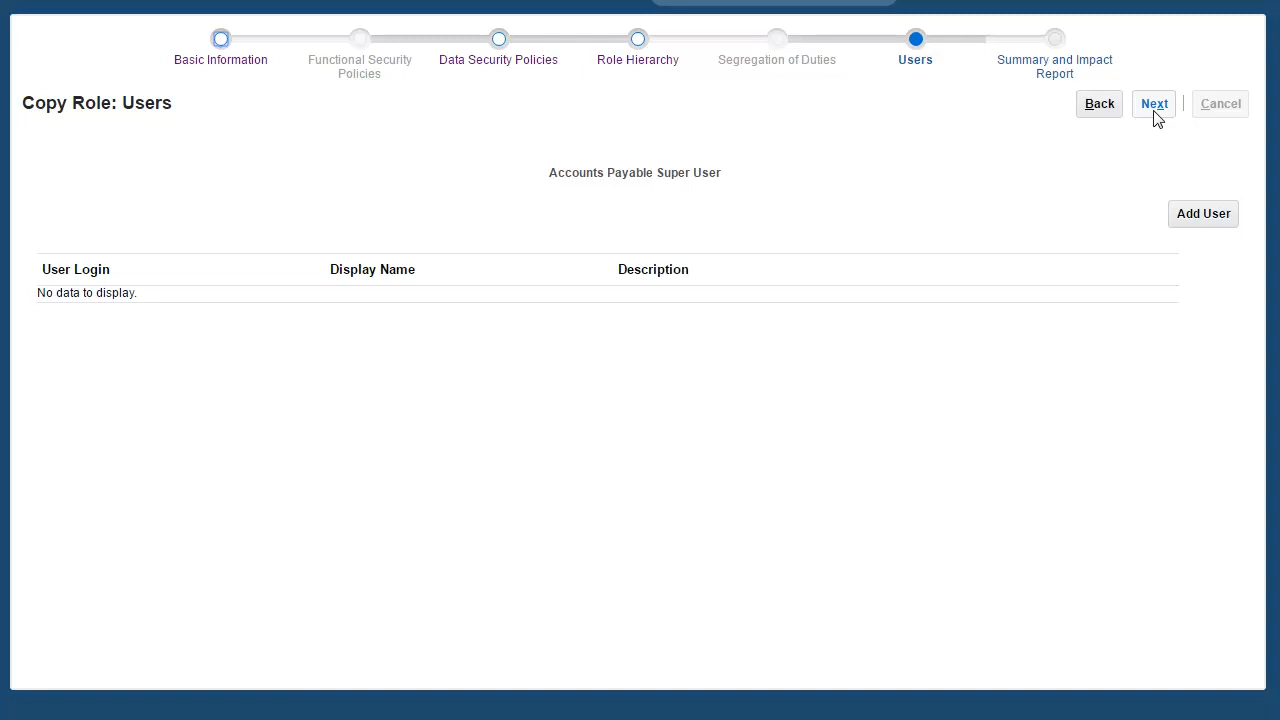 Basic Information
Functional Security
Policies
Data Security Policies
Role Hierarchy
Segregation of Duties
Users
Summary and Impact
Report
Copy Role: Users
Back
Next
Cancel
Accounts Payable Super User
Add User
User Login
Display Name
Description
No data to display.